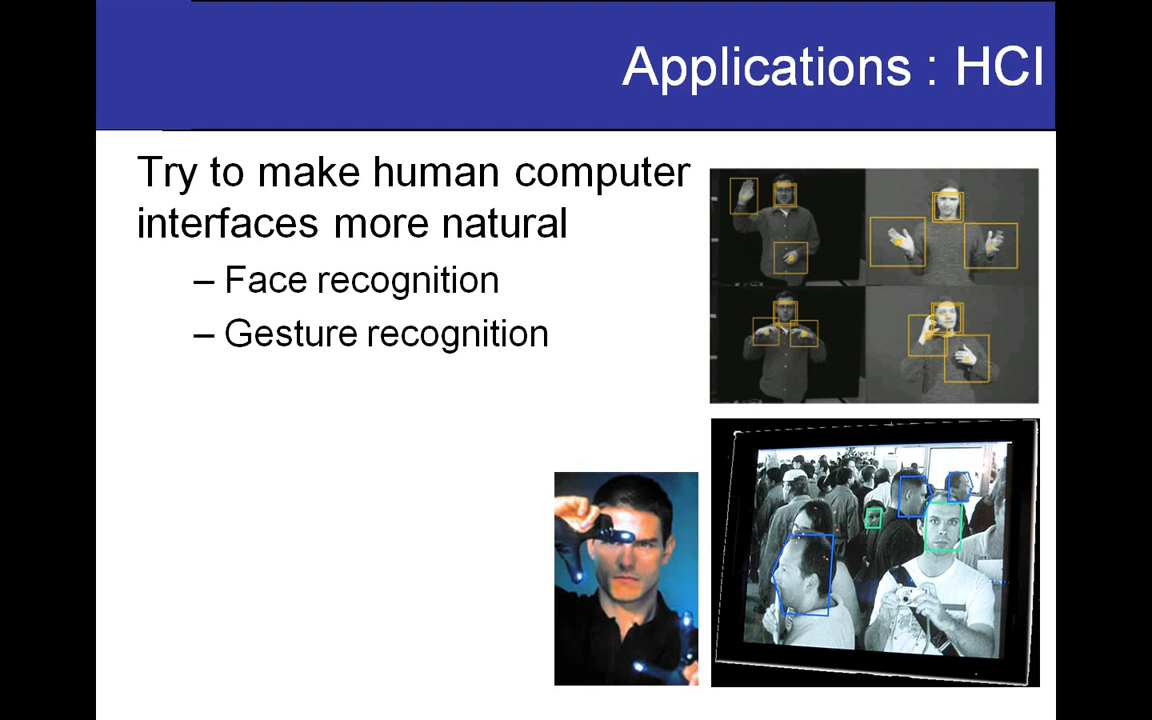 Applications : HCI
Try to make human computer
interfaces more natural
– Face recognition
– Gesture recognition